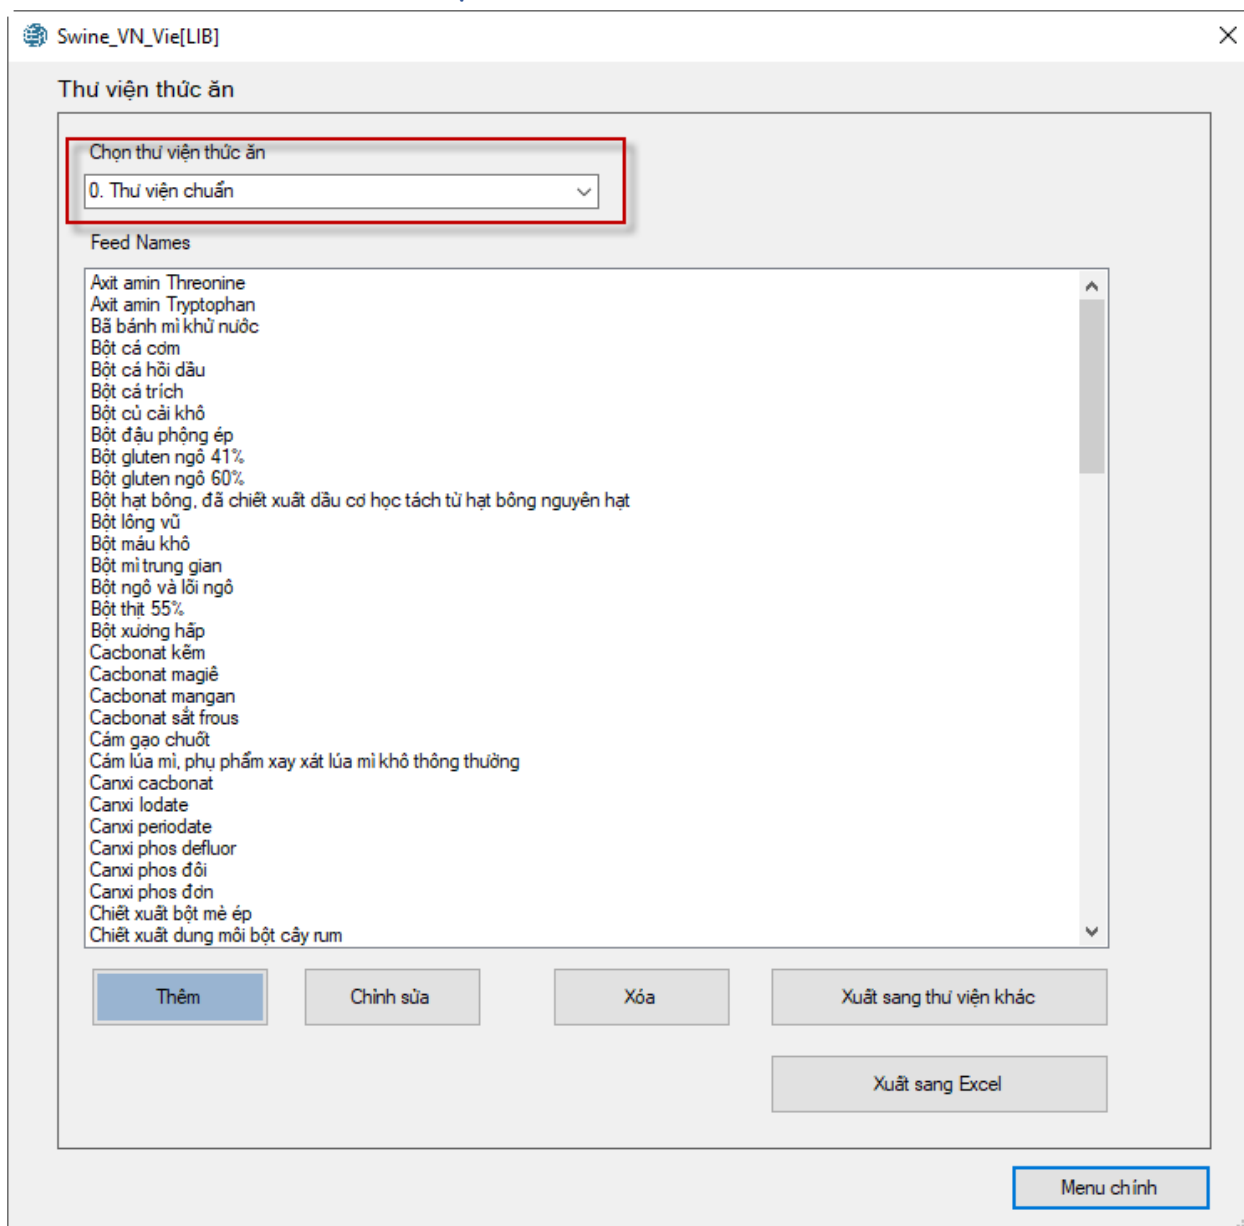 Swine_VN_Vie[LIB]
Thư viện thức ăn
Chọn thư viện thức ăn
0. Thư viện chuẩn
Feed Names
Axit amin Threonine
Axit amin Tryptophan
Bã bánh mì khử nước
Bột cá cơm
Bột cá hồi dầu
Bột cá trích
Bột củ cải khô
Bột đậu phộng ép
Bột gluten ngô 41%
Bột gluten ngô 60%
Bột hạt bông, đã chiết xuất dầu cơ học tách từ hạt bông nguyên hạt
Bột lông vũ
Bột máu khô
Bột mì trung gian
Bột ngô và lõi ngô
Bột thịt 55%
Bột xương hấp
Cacbonat kẽm
Cacbonat magiê
Cacbonat mangan
Cacbonat sắt frous
Cám gạo chuốt
Cám lúa mì, phụ phẩm xay xát lúa mì khô thông thường
Canxi cacbonat
Canxi Iodate
Canxi periodate
Canxi phos defluor
Canxi phos đôi
Canxi phos đơn
Chiết xuất bột mè ép
Chiết xuất dung môi bột cây rum
Thêm
Chỉnh sửa
Xóa
Xuất sang thư viện khác
Xuất sang Excel
Menu chính